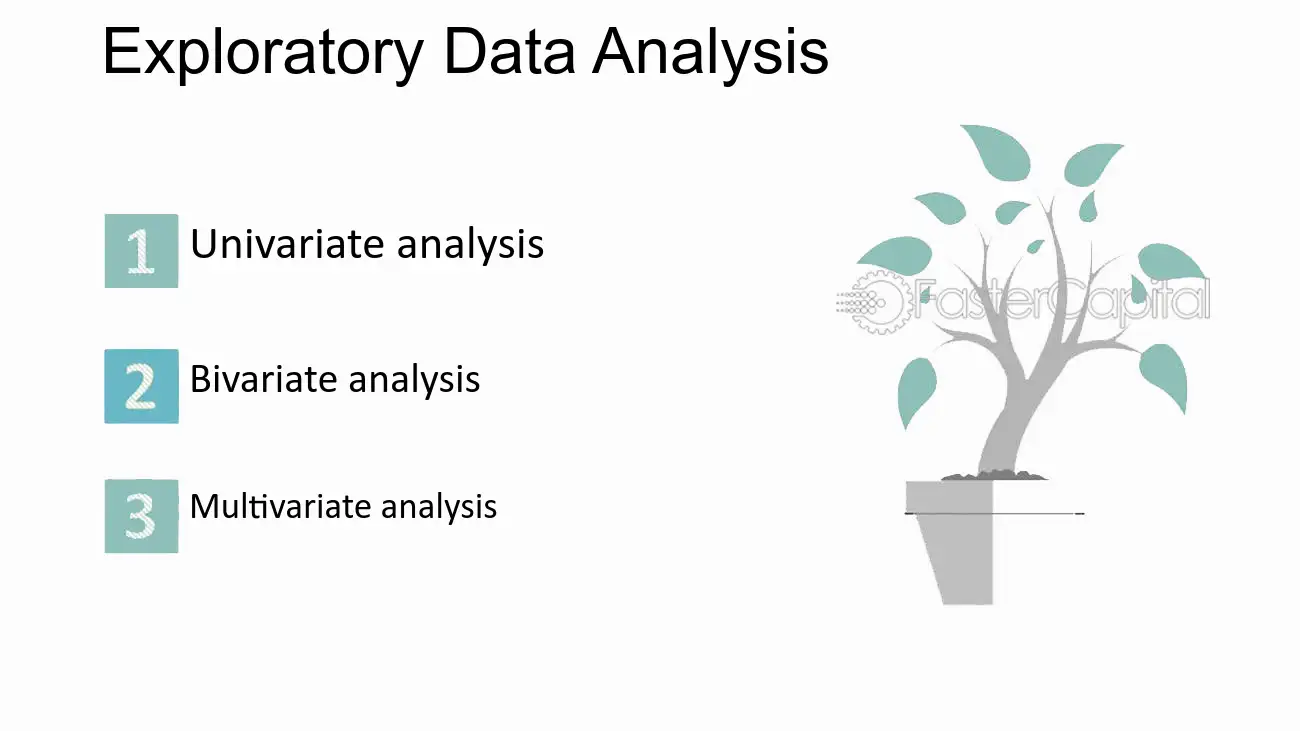 Exploratory Data Analysis
1 Univariate analysis
2 Bivariate analysis
3 Multivariate analysis
FasterCapital